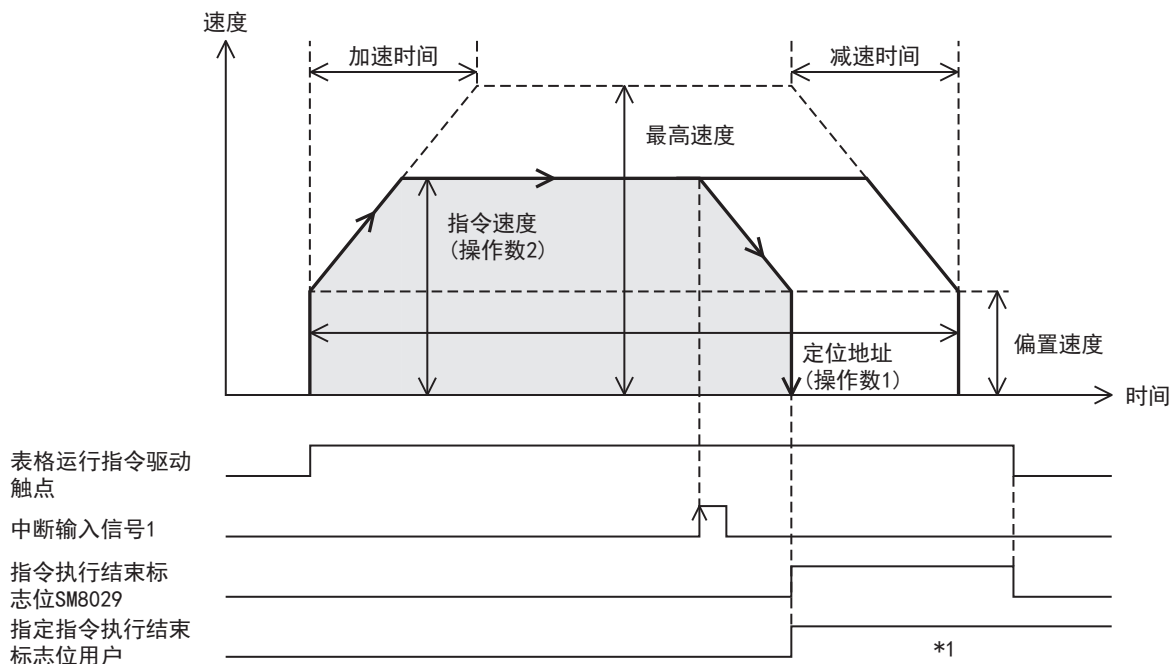 速度
加速时间
减速时间
最高速度
指令速度
(操作数2)
定位地址
(操作数1)
偏置速度
时间
表格运行指令驱动
触点
中断输入信号1
指令执行结束标
志位SM8029
指定指令执行结束
标志位用户
*1